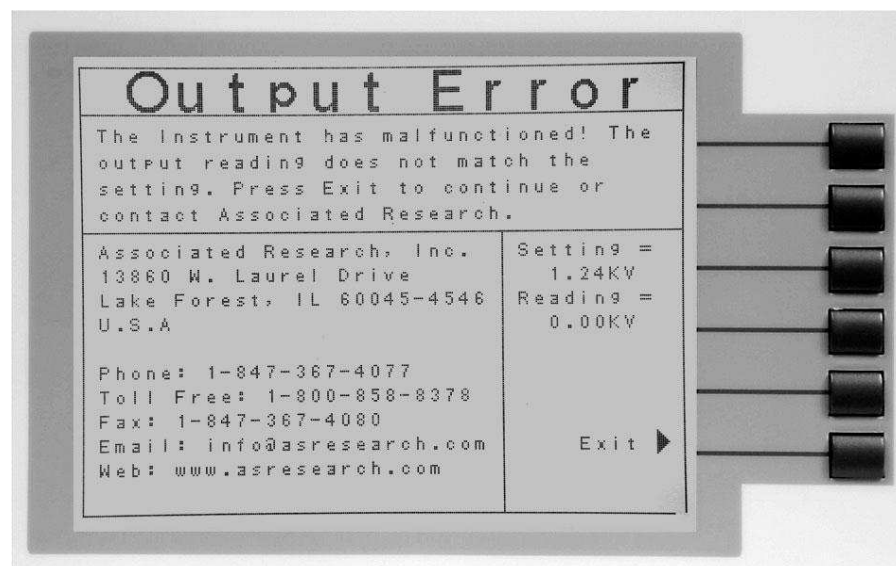 Output Error
The Instrument has malfunctioned! The
output reading does not match the
setting. Press Exit to continue or
contact Associated Research.
Associated Research, Inc.
13860 W. Laurel Drive
Lake Forest, IL 60045-4546
U.S.A
Phone: 1-847-367-4077
Toll Free: 1-800-858-8378
Fax: 1-847-367-4080
Email: info@asresearch.com
Web: www.asresearch.com
Setting =
1.24KV
Reading =
0.00KV
Exit